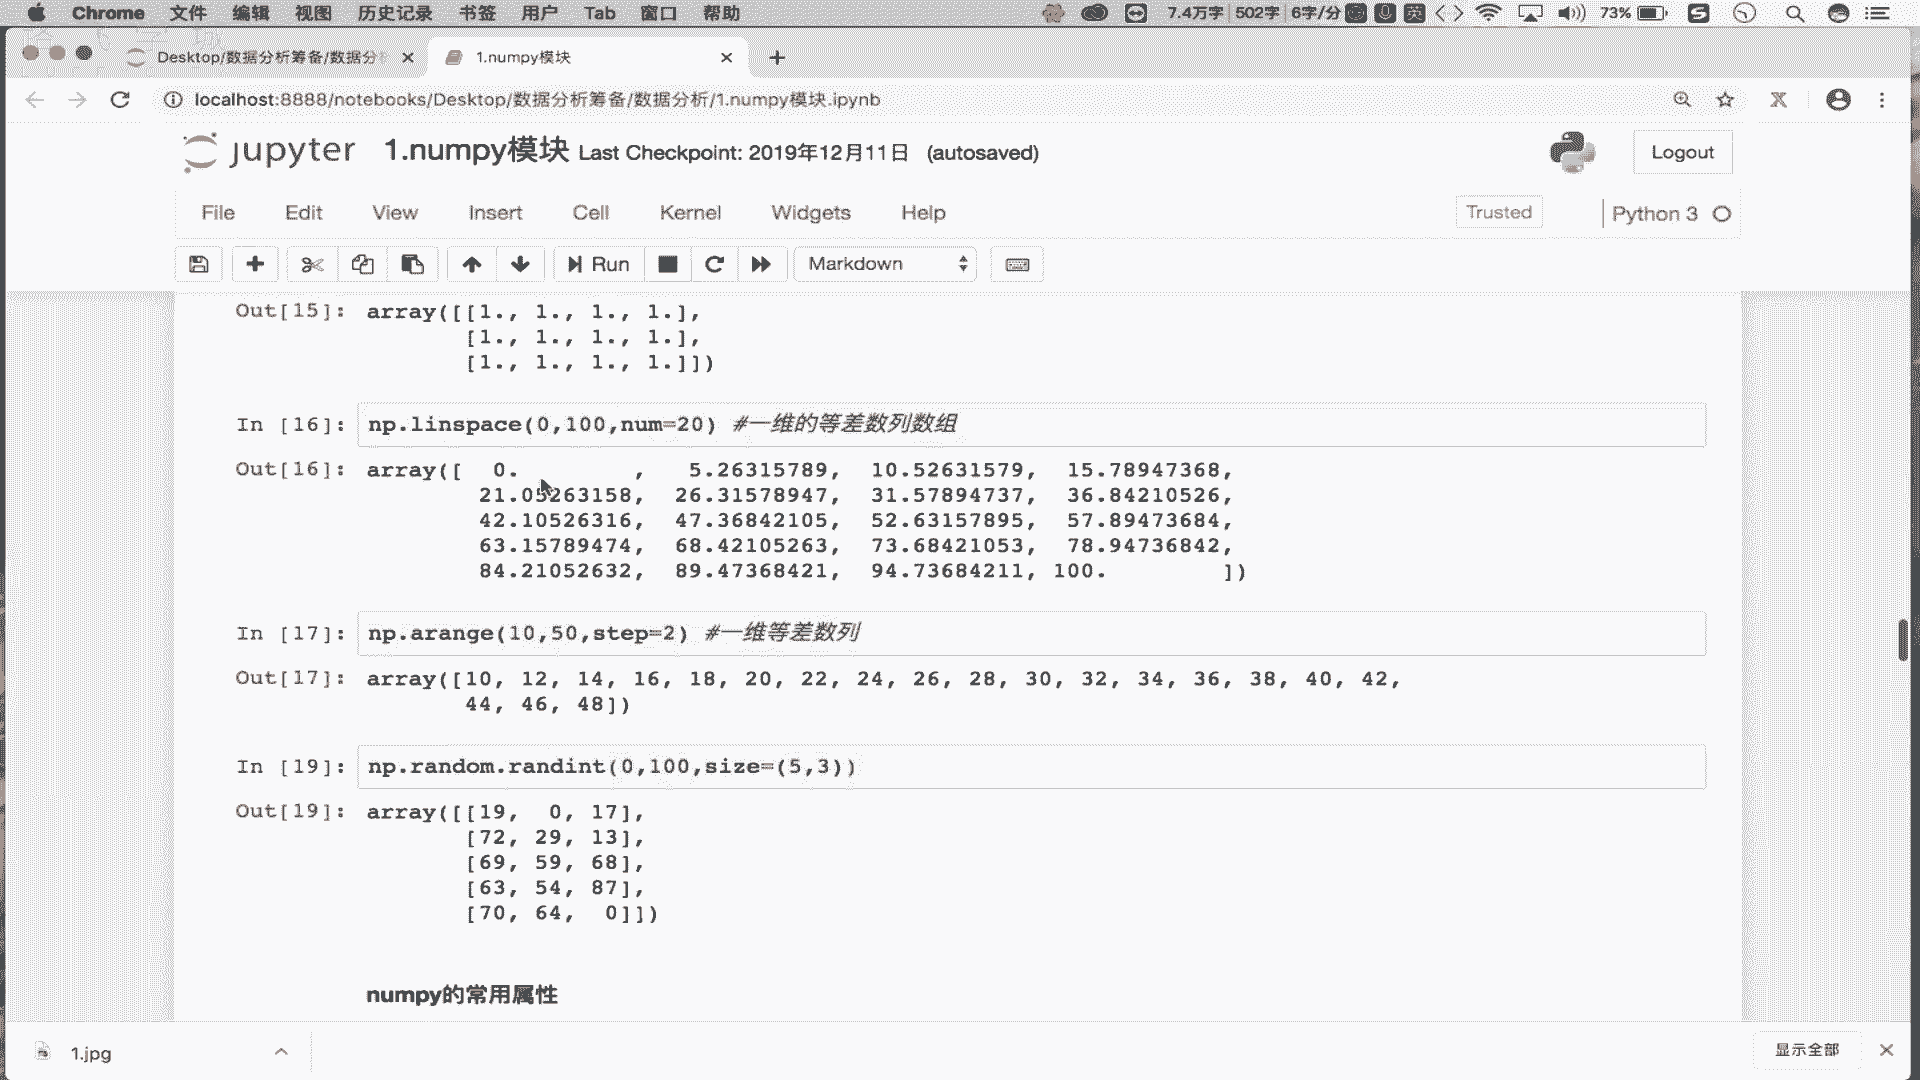 Chrome 文件 编辑 视图 历史记录 书签 用户 Tab 窗口 帮助 7.4万字 502字 6字/分 英 73%
Desktop/数据分析筹备/数据分 1.numpy模块
localhost:8888/notebooks/Desktop/数据分析筹备/数据分析/1.numpy模块.ipynb
jupyter 1.numpy模块 Last Checkpoint: 2019年12月11日 (autosaved) Logout
File Edit View Insert Cell Kernel Widgets Help Trusted Python 3
Run Markdown
Out[15]: array([[1., 1., 1., 1.],
[1., 1., 1., 1.],
[1., 1., 1., 1.]])
In [16]: np.linspace(0,100,num=20) #一维的等差数列数组
Out[16]: array([ 0. , 5.26315789, 10.52631579, 15.78947368,
21.05263158, 26.31578947, 31.57894737, 36.84210526,
42.10526316, 47.36842105, 52.63157895, 57.89473684,
63.15789474, 68.42105263, 73.68421053, 78.94736842,
84.21052632, 89.47368421, 94.73684211, 100. ])
In [17]: np.arange(10,50,step=2) #一维等差数列
Out[17]: array([10, 12, 14, 16, 18, 20, 22, 24, 26, 28, 30, 32, 34, 36, 38, 40, 42,
44, 46, 48])
In [19]: np.random.randint(0,100,size=(5,3))
Out[19]: array([[19, 0, 17],
[72, 29, 13],
[69, 59, 68],
[63, 54, 87],
[70, 64, 0]])
numpy的常用属性
1.jpg 显示全部